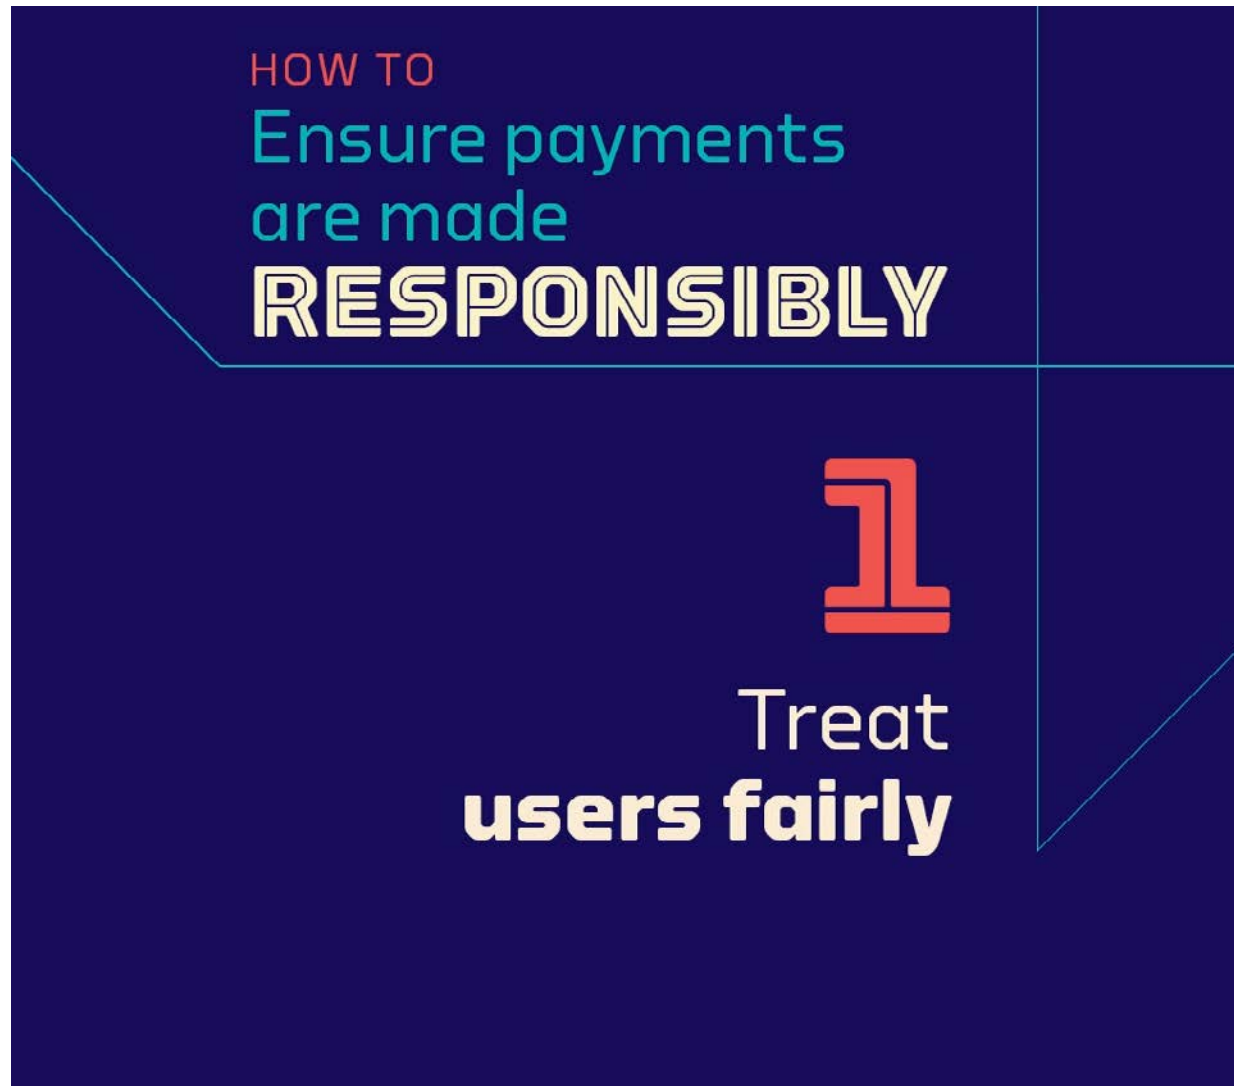 HOW TO
Ensure payments
are made
RESPONSIBLY
1
Treat
users fairly